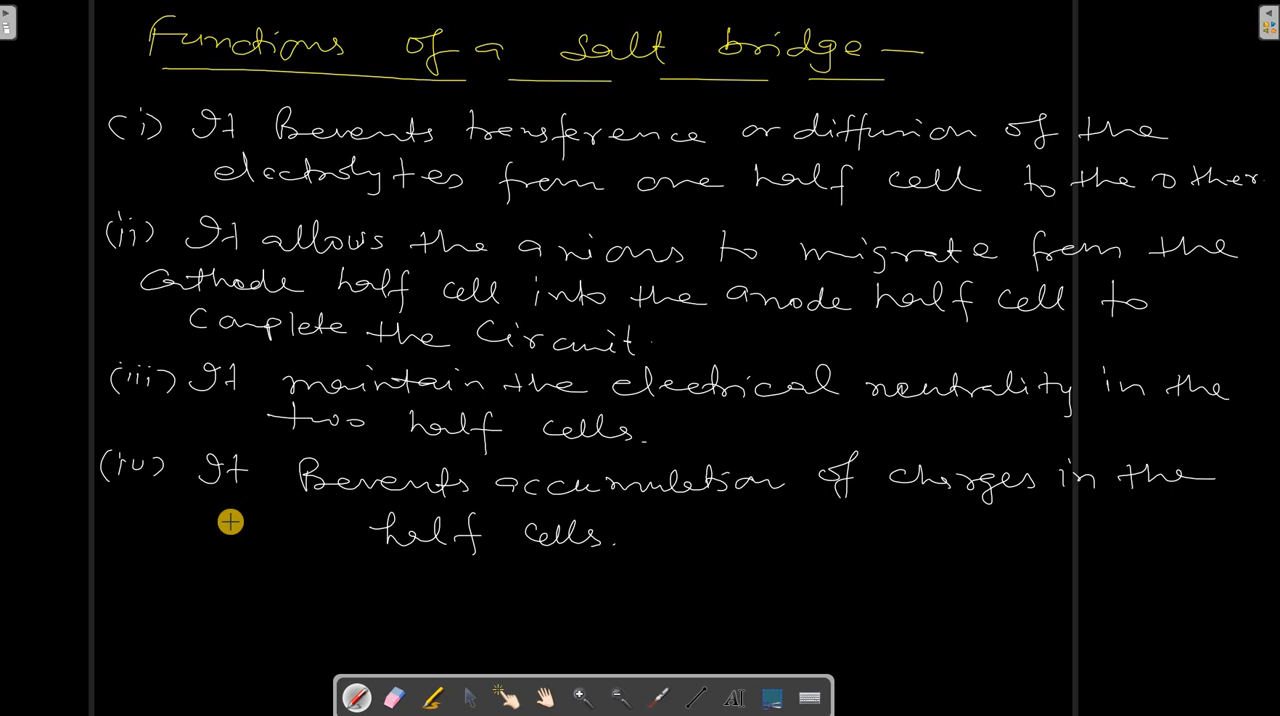 Functions of a salt bridge —
(i) It Prevents transference or diffusion of the
electrolytes from one half cell to the other.
(ii) It allows the anions to migrate from the
Cathode half cell into the anode half cell to
complete the Circuit.
(iii) It maintain the electrical neutrality in the
two half cells.
(iv) It Prevents accumulation of charges in the
half cells.
AI